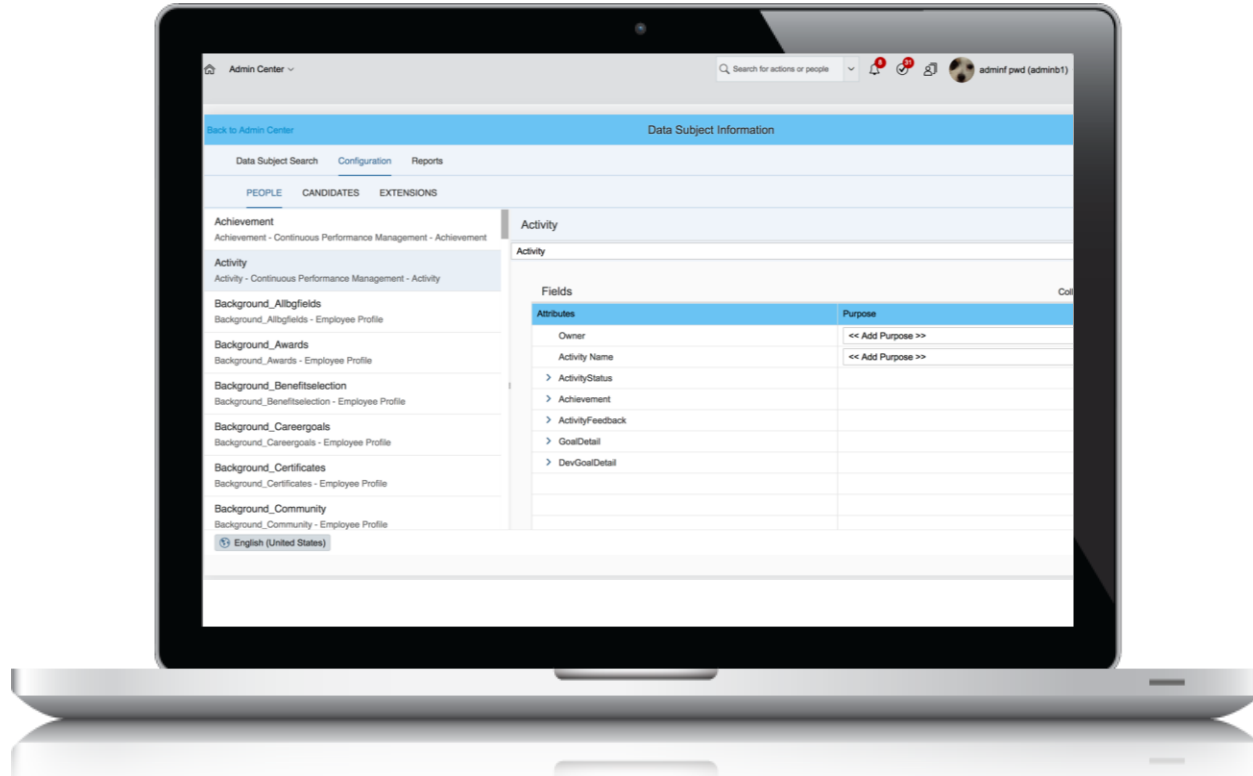 Admin Center
Search for actions or people
adminf pwd (adminb1)
Back to Admin Center
Data Subject Information
Data Subject Search Configuration Reports
PEOPLE CANDIDATES EXTENSIONS
Achievement
Achievement - Continuous Performance Management - Achievement
Activity
Activity - Continuous Performance Management - Activity
Background_Allbgfields
Background_Allbgfields - Employee Profile
Background_Awards
Background_Awards - Employee Profile
Background_Benefitselection
Background_Benefitselection - Employee Profile
Background_Careergoals
Background_Careergoals - Employee Profile
Background_Certificates
Background_Certificates - Employee Profile
Background_Community
Background_Community - Employee Profile
English (United States)
Activity
Activity
Fields
Coll
Attributes Purpose
Owner << Add Purpose >>
Activity Name << Add Purpose >>
ActivityStatus
Achievement
ActivityFeedback
GoalDetail
DevGoalDetail